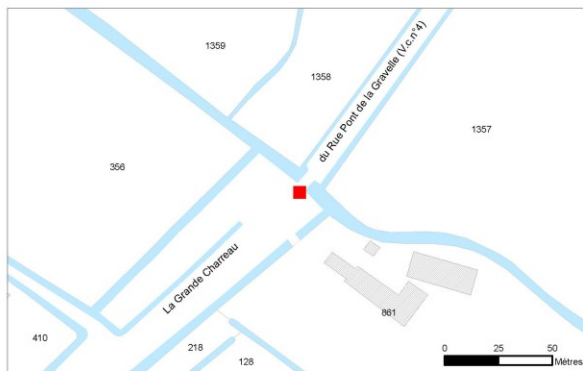 1359
1358
du Rue Pont de la Gravelle (V.c.n°4)
1357
356
La Grande Charreau
861
410
218
128
0 25 50
Mètres